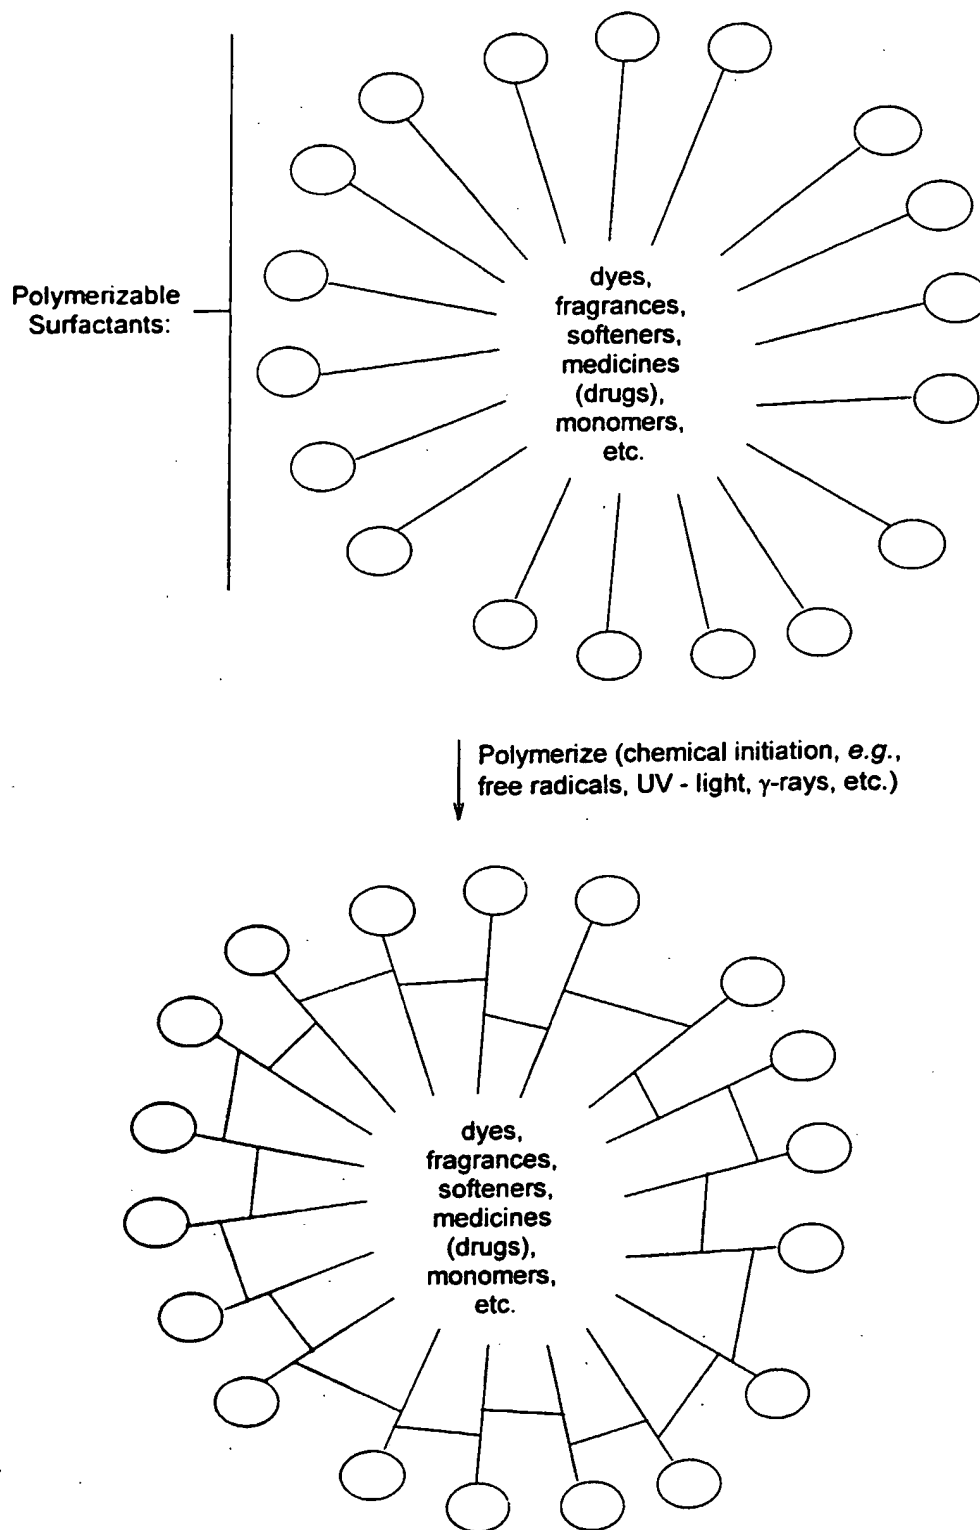 Polymerizable
Surfactants:
dyes,
fragrances,
softeners,
medicines
(drugs),
monomers,
etc.
Polymerize (chemical initiation, e.g.,
free radicals, UV - light, γ-rays, etc.)
dyes,
fragrances,
softeners,
medicines
(drugs),
monomers,
etc.